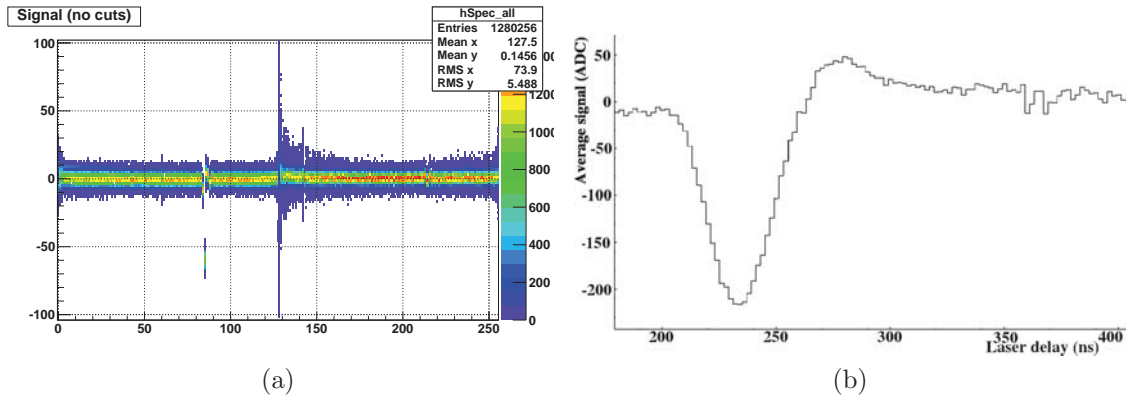 Signal (no cuts)
hSpec_all
Entries 1280256
Mean x 127.5
Mean y 0.1456
RMS x 73.9
RMS y 5.488
100
50
0
-50
-100
0 50 100 150 200 250
1000
800
600
400
200
0
(a)
Average signal (ADC)
50
0
-50
-100
-150
-200
200 250 300 350 400
Laser delay (ns)
(b)